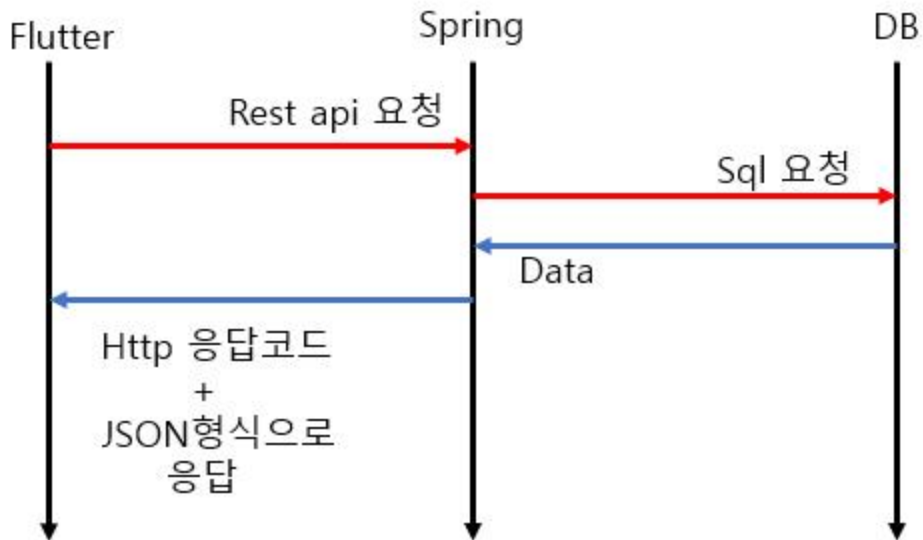 Flutter
Spring
DB
Rest api 요청
Sql 요청
Data
Http 응답코드
+
JSON형식으로
응답